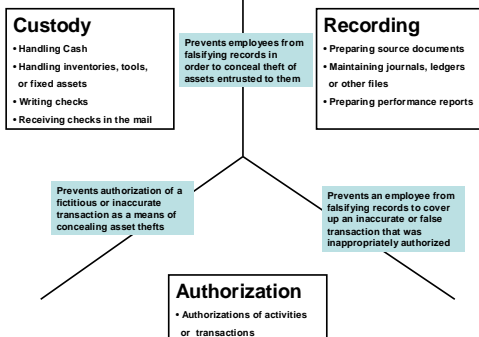 Custody
• Handling Cash
• Handling inventories, tools,
or fixed assets
• Writing checks
• Receiving checks in the mail
Prevents employees from
falsifying records in
order to conceal theft of
assets entrusted to them
Recording
• Preparing source documents
• Maintaining journals, ledgers
or other files
• Preparing performance reports
Prevents authorization of a
fictitious or inaccurate
transaction as a means of
concealing asset thefts
Prevents an employee from
falsifying records to cover
up an inaccurate or false
transaction that was
inappropriately authorized
Authorization
• Authorizations of activities
or transactions